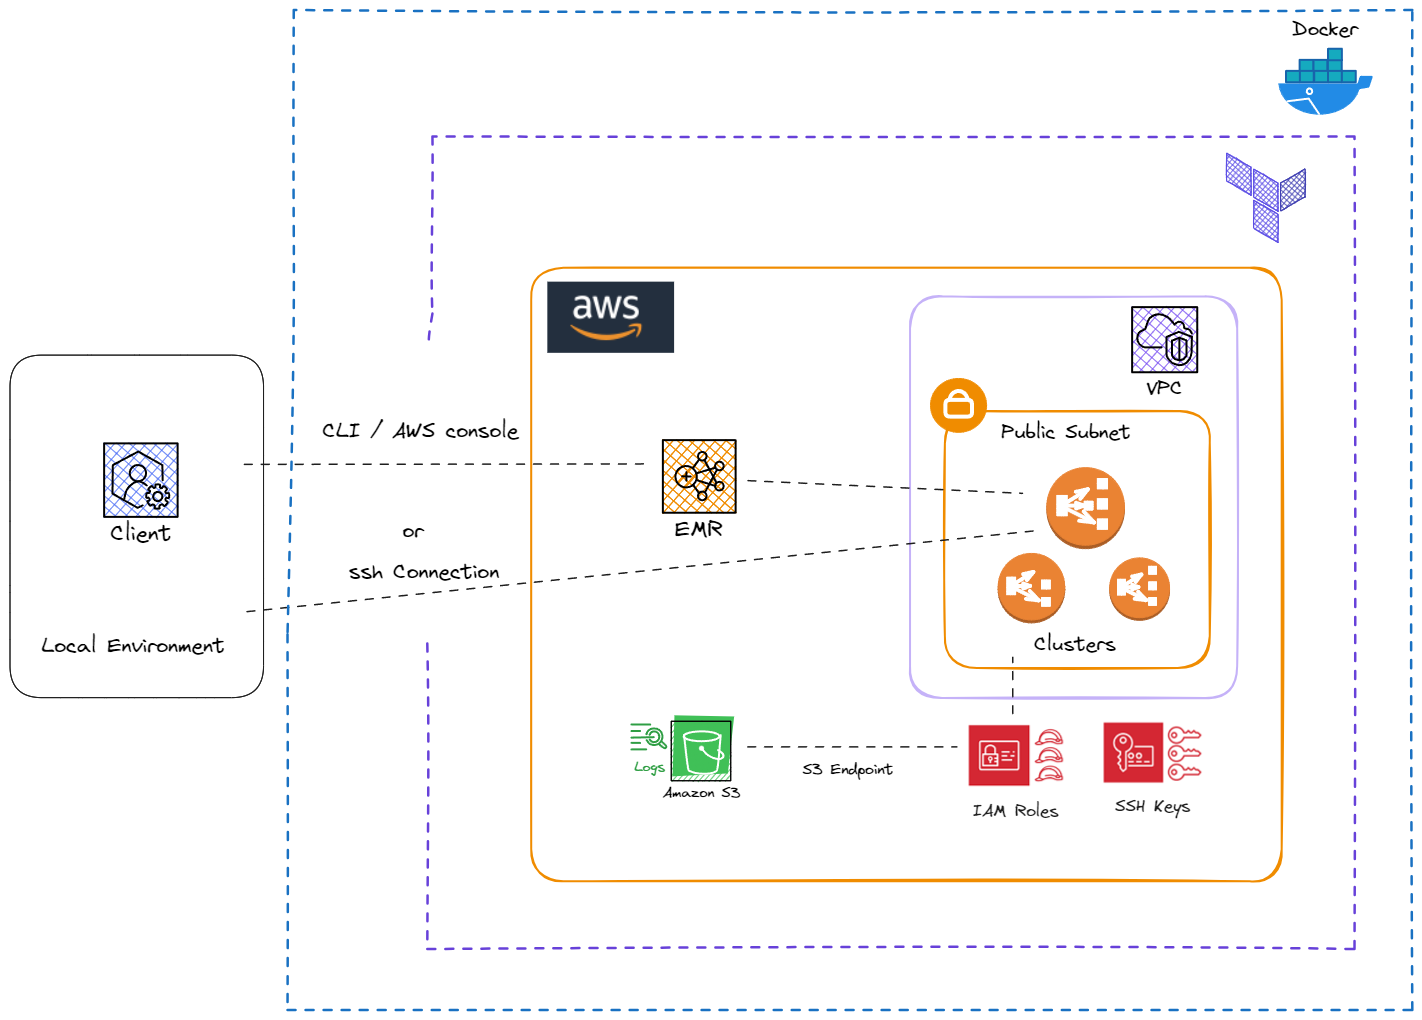 Docker
aws
VPC
Public Subnet
CLI / AWS console
Client
EMR
or
ssh Connection
Local Environment
Clusters
Logs
Amazon S3
S3 Endpoint
IAM Roles
SSH Keys